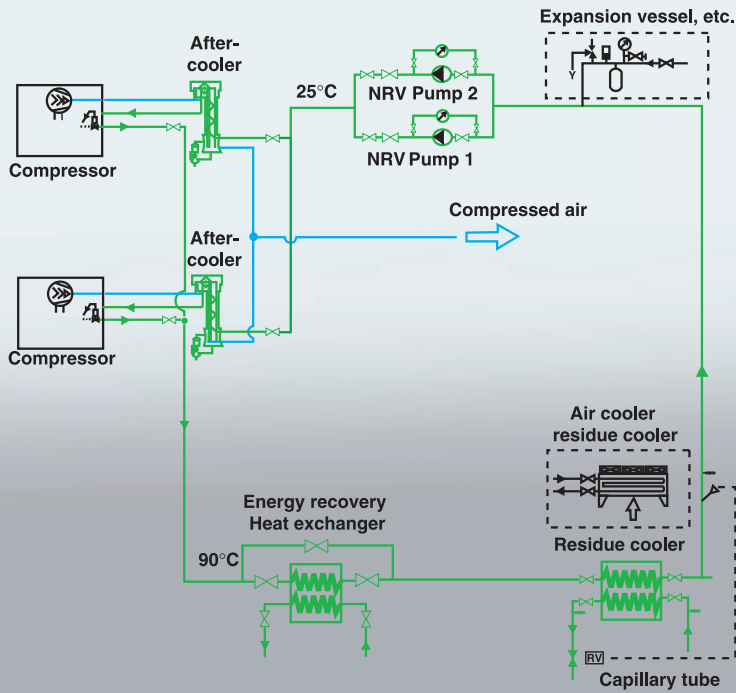 Expansion vessel, etc.
After-
cooler
25°C
NRV Pump 2
Y
NRV Pump 1
Compressor
Compressed air
After-
cooler
Compressor
Air cooler
residue cooler
Energy recovery
Heat exchanger
Residue cooler
90°C
RV
Capillary tube